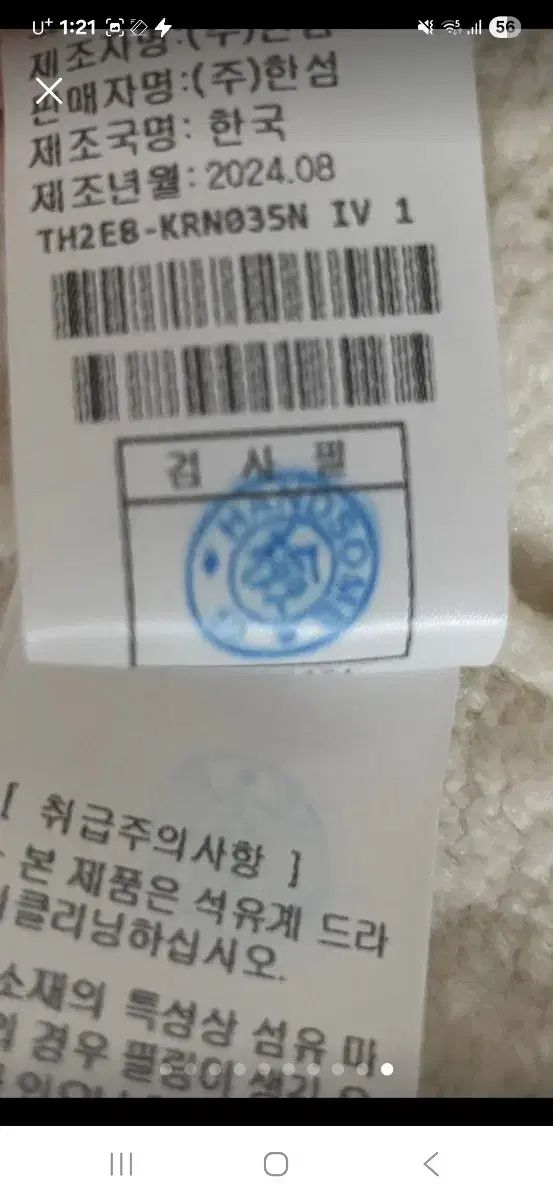 U⁺ 1:21 56
제조사명:(주)한섬
판매자명:(주)한섬
제조국명: 한국
제조년월: 2024.08
TH2E8-KRN035N IV 1
검 사 필
HANDSOME
[ 취급주의사항 ]
본 제품은 석유계 드라
클리닝하십시오.
소재의 특성상 섬유 마
경우 필링이 생기